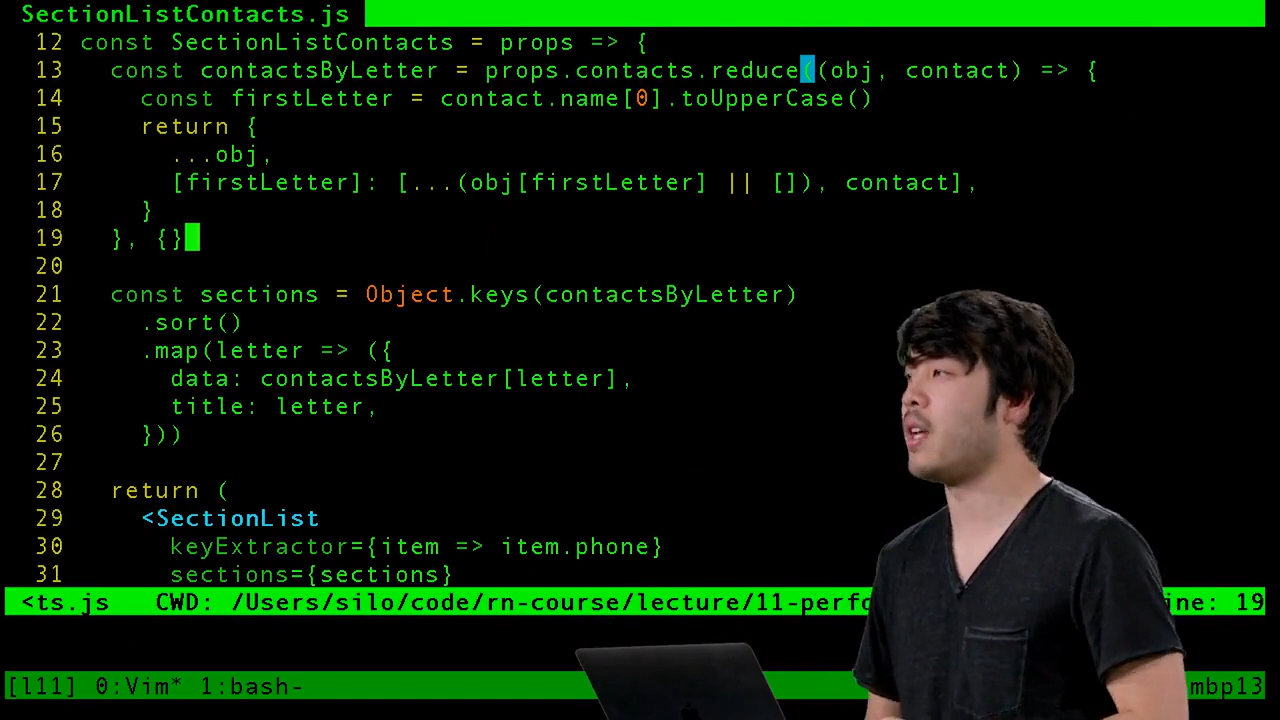 SectionListContacts.js
12 const SectionListContacts = props => {
13   const contactsByLetter = props.contacts.reduce((obj, contact) => {
14     const firstLetter = contact.name[0].toUpperCase()
15     return {
16       ...obj,
17       [firstLetter]: [...(obj[firstLetter] || []), contact],
18     }
19   }, {}
20
21   const sections = Object.keys(contactsByLetter)
22     .sort()
23     .map(letter => ({
24       data: contactsByLetter[letter],
25       title: letter,
26     }))
27
28   return (
29     <SectionList
30       keyExtractor={item => item.phone}
31       sections={sections}
<ts.js   CWD: /Users/silo/code/rn-course/lecture/11-perfo ine: 19
[l11] 0:Vim* 1:bash- mbp13